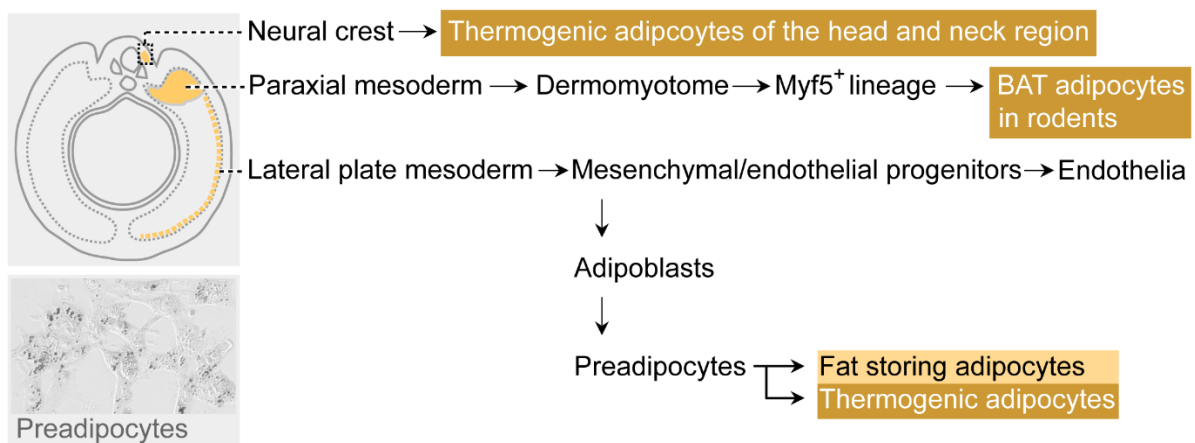 Neural crest
Thermogenic adipcoytes of the head and neck region
Paraxial mesoderm
Dermomyotome
Myf5+ lineage
BAT adipocytes
in rodents
Lateral plate mesoderm
Mesenchymal/endothelial progenitors
Endothelia
Adipoblasts
Preadipocytes
Fat storing adipocytes
Thermogenic adipocytes
Preadipocytes